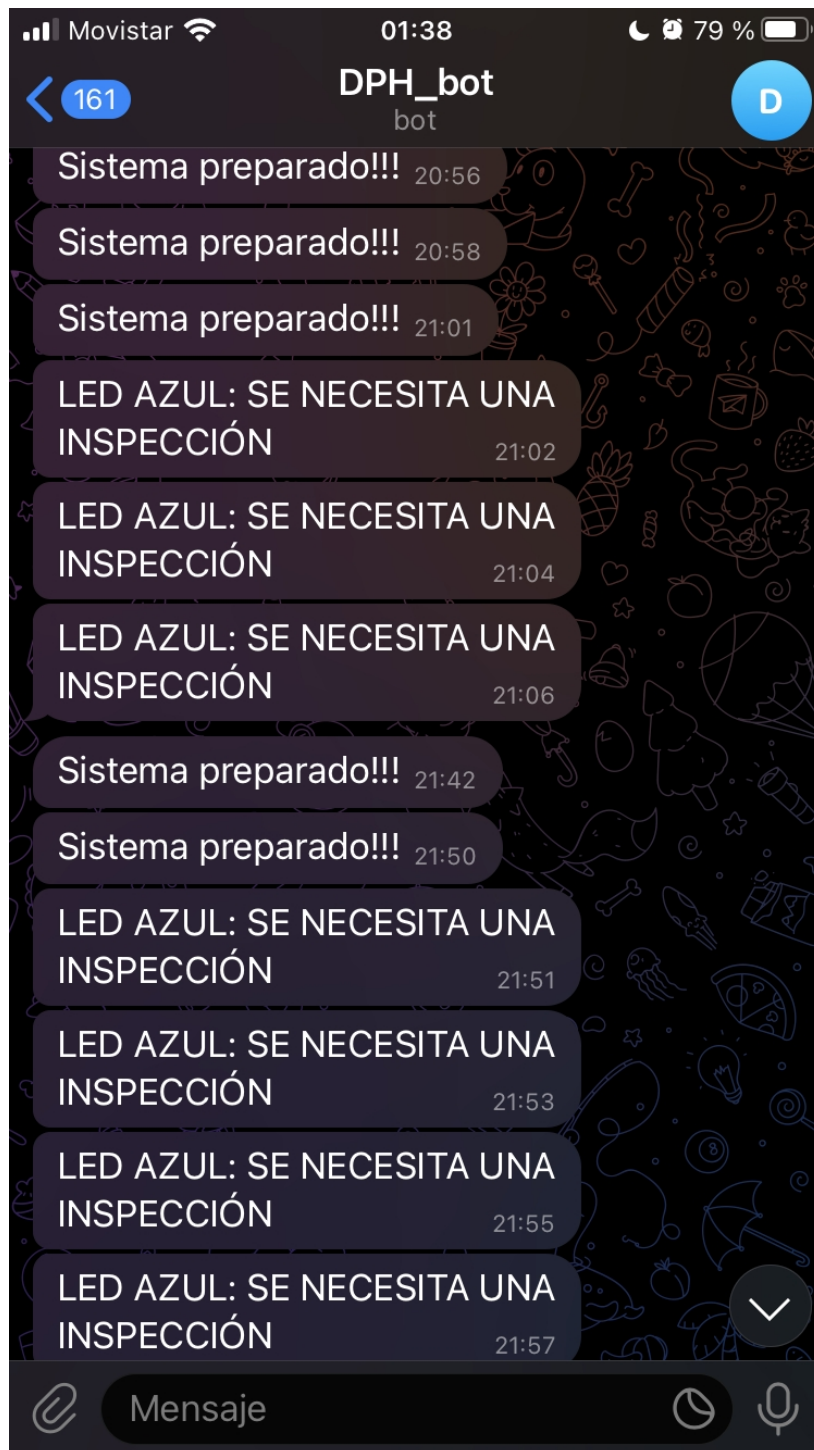 Movistar 01:38 79 %
161 DPH_bot D
bot
Sistema preparado!!! 20:56
Sistema preparado!!! 20:58
Sistema preparado!!! 21:01
LED AZUL: SE NECESITA UNA
INSPECCIÓN 21:02
LED AZUL: SE NECESITA UNA
INSPECCIÓN 21:04
LED AZUL: SE NECESITA UNA
INSPECCIÓN 21:06
Sistema preparado!!! 21:42
Sistema preparado!!! 21:50
LED AZUL: SE NECESITA UNA
INSPECCIÓN 21:51
LED AZUL: SE NECESITA UNA
INSPECCIÓN 21:53
LED AZUL: SE NECESITA UNA
INSPECCIÓN 21:55
LED AZUL: SE NECESITA UNA
INSPECCIÓN 21:57
Mensaje